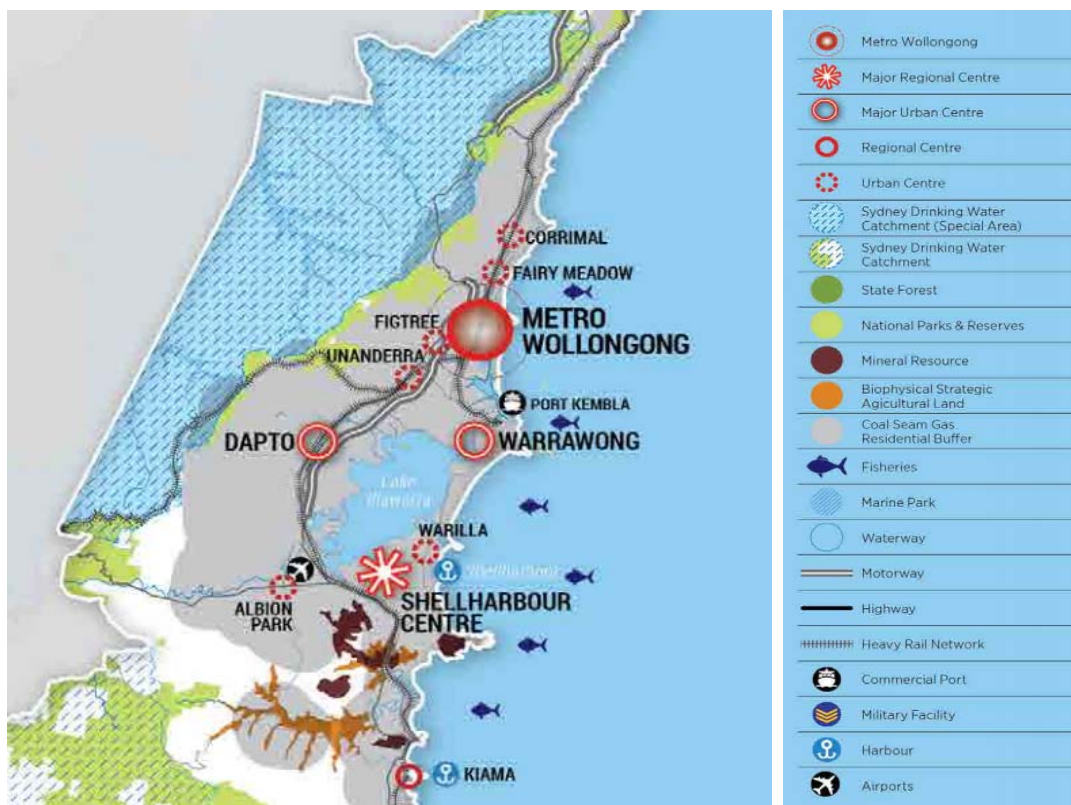 CORRIMAL
FAIRY MEADOW
METRO
WOLLONGONG
FIGTREE
UNANDERRA
PORT KEMBLA
DAPTO
WARRAWONG
Lake
Illawarra
WARILLA
Shellharbour
SHELLHARBOUR
CENTRE
ALBION
PARK
KIAMA
Metro Wollongong
Major Regional Centre
Major Urban Centre
Regional Centre
Urban Centre
Sydney Drinking Water
Catchment (Special Area)
Sydney Drinking Water
Catchment
State Forest
National Parks & Reserves
Mineral Resource
Biophysical Strategic
Agicultural Land
Coal Seam Gas
Residential Buffer
Fisheries
Marine Park
Waterway
Motorway
Highway
Heavy Rail Network
Commercial Port
Military Facility
Harbour
Airports